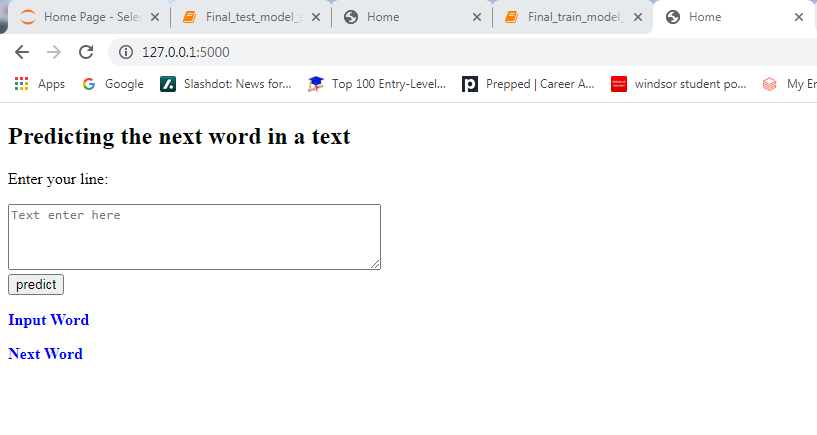 Home Page - Sele
Final_test_model_s
Home
Final_train_model_
Home
127.0.0.1:5000
Apps
Google
Slashdot: News for...
Top 100 Entry-Level...
Prepped | Career A...
windsor student po...
My En
Predicting the next word in a text
Enter your line:
Text enter here
predict
Input Word
Next Word